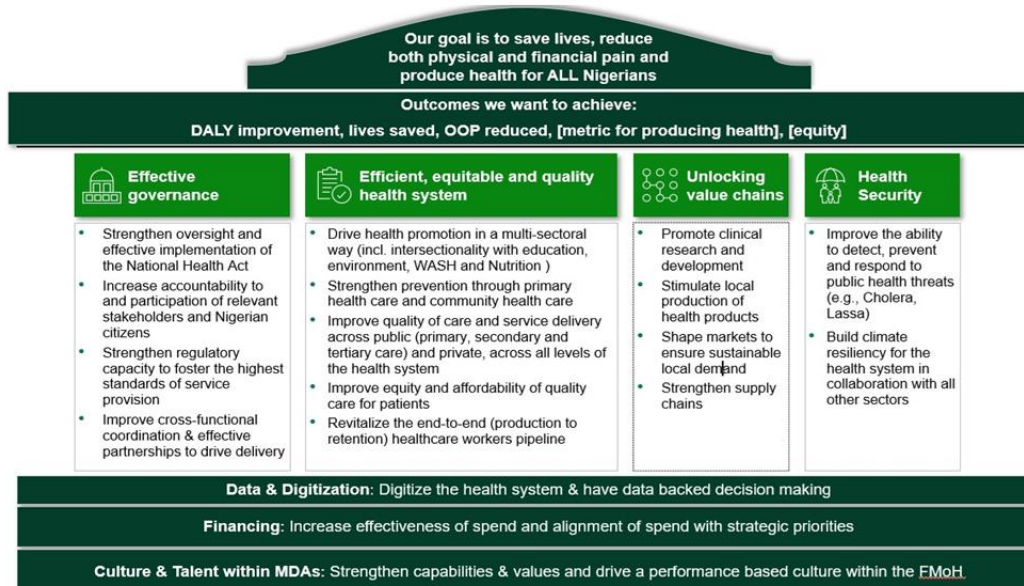 Our goal is to save lives, reduce
both physical and financial pain and
produce health for ALL Nigerians
Outcomes we want to achieve:
DALY improvement, lives saved, OOP reduced, [metric for producing health], [equity]
Effective
governance
• Strengthen oversight and
effective implementation of
the National Health Act
• Increase accountability to
and participation of relevant
stakeholders and Nigerian
citizens
• Strengthen regulatory
capacity to foster the highest
standards of service
provision
• Improve cross-functional
coordination & effective
partnerships to drive delivery
Efficient, equitable and quality
health system
• Drive health promotion in a multi-sectoral
way (incl. intersectionality with education,
environment, WASH and Nutrition )
• Strengthen prevention through primary
health care and community health care
• Improve quality of care and service delivery
across public (primary, secondary and
tertiary care) and private, across all levels of
the health system
• Improve equity and affordability of quality
care for patients
• Revitalize the end-to-end (production to
retention) healthcare workers pipeline
Unlocking
value chains
• Promote clinical
research and
development
• Stimulate local
production of
health products
• Shape markets to
ensure sustainable
local demand
• Strengthen supply
chains
Health
Security
• Improve the ability
to detect, prevent
and respond to
public health threats
(e.g., Cholera,
Lassa)
• Build climate
resiliency for the
health system in
collaboration with all
other sectors
Data & Digitization: Digitize the health system & have data backed decision making
Financing: Increase effectiveness of spend and alignment of spend with strategic priorities
Culture & Talent within MDAs: Strengthen capabilities & values and drive a performance based culture within the FMoH